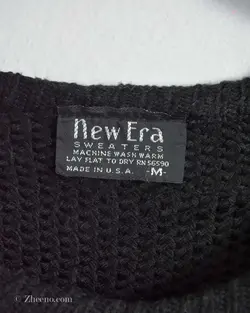 New Era
SWEATERS
MACHINE WASH WARM
LAY FLAT TO DRY RN 56590
MADE IN U.S.A. -M-
© Zheeno.com